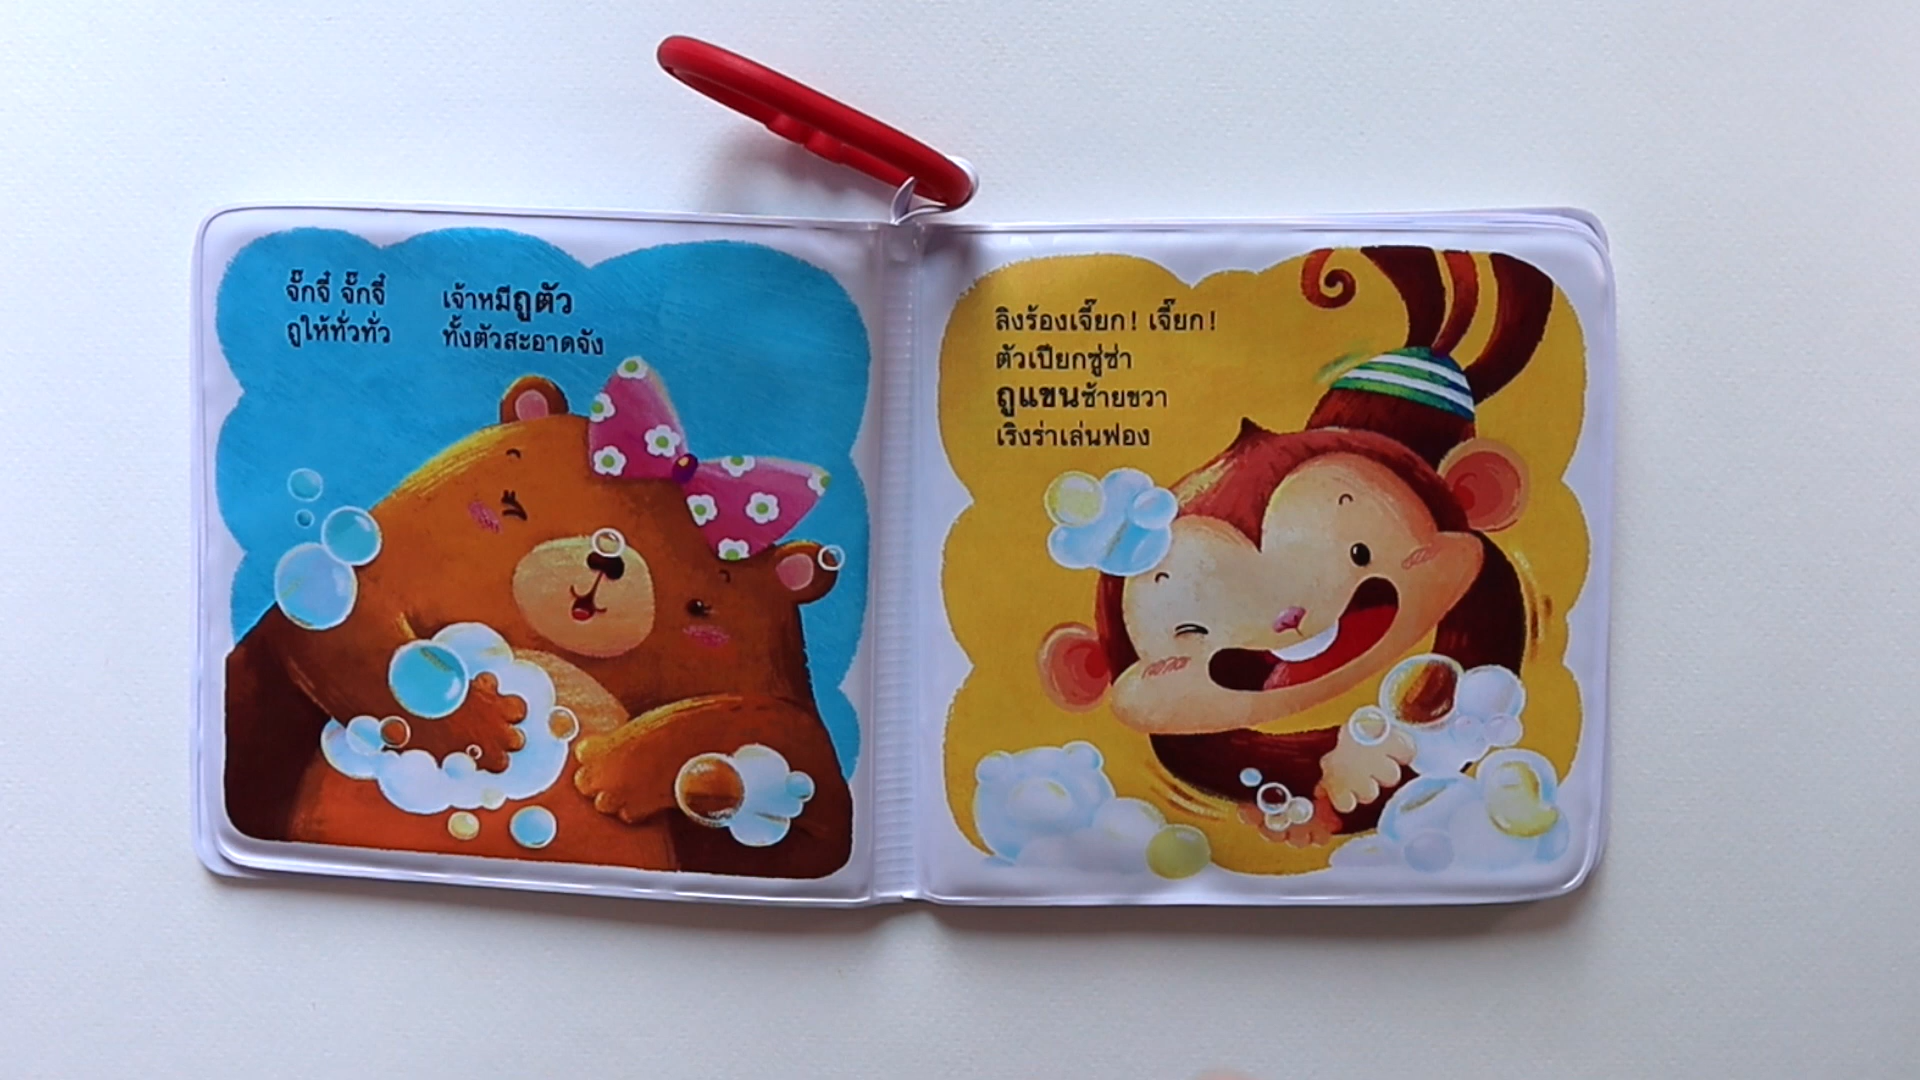 จั๊กจี๋ จั๊กจี๋ เจ้าหมีถูตัว
ถูให้ทั่วทั่ว ทั้งตัวสะอาดจัง
ลิงร้องเจี๊ยก! เจี๊ยก!
ตัวเปียกซู่ซ่า
ถูแขนซ้ายขวา
เริงร่าเล่นฟอง